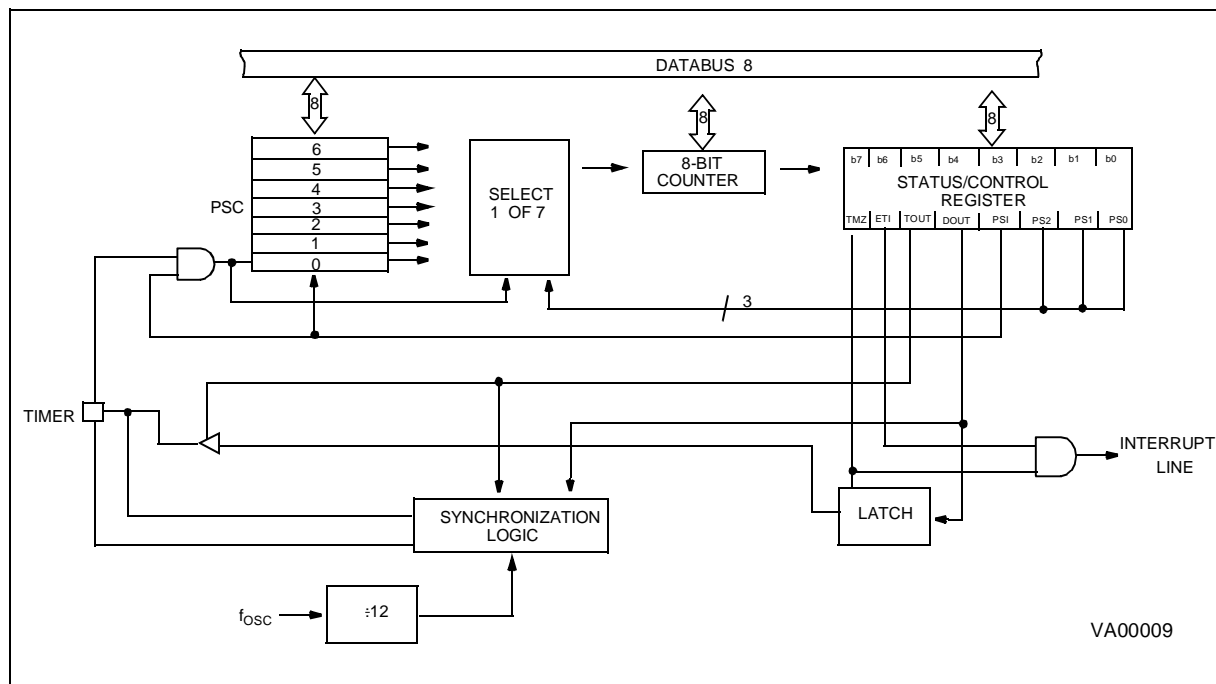 DATABUS 8
8
8
8
6
5
4
3
2
1
0
PSC
SELECT
1 OF 7
8-BIT
COUNTER
b7 b6 b5 b4 b3 b2 b1 b0
STATUS/CONTROL
REGISTER
TMZ ETI TOUT DOUT PSI PS2 PS1 PS0
3
TIMER
INTERRUPT
LINE
SYNCHRONIZATION
LOGIC
LATCH
fOSC
÷12
VA00009